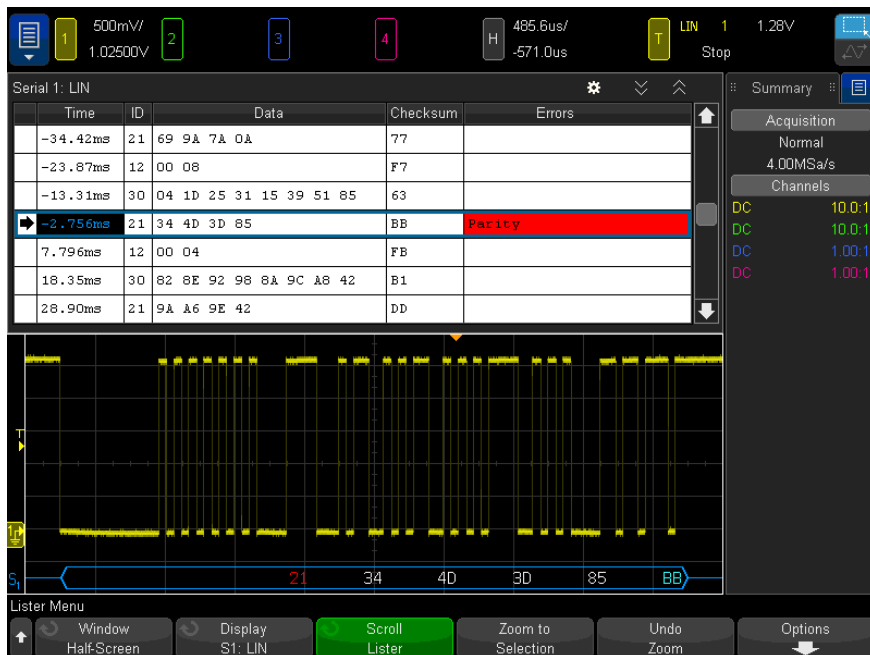 1 500mV/ 1.02500V 2 3 4 H 485.6us/ -571.0us T LIN 1 1.28V Stop
Serial 1: LIN
Time ID Data Checksum Errors
-34.42ms 21 69 9A 7A 0A 77
-23.87ms 12 00 08 F7
-13.31ms 30 04 1D 25 31 15 39 51 85 63
-2.756ms 21 34 4D 3D 85 BB Parity
7.796ms 12 00 04 FB
18.35ms 30 82 8E 92 98 8A 9C A8 42 B1
28.90ms 21 9A A6 9E 42 DD
Summary
Acquisition
Normal
4.00MSa/s
Channels
DC 10.0:1
DC 10.0:1
DC 1.00:1
DC 1.00:1
T
1
S1 21 34 4D 3D 85 BB
Lister Menu
Window Half-Screen
Display S1: LIN
Scroll Lister
Zoom to Selection
Undo Zoom
Options